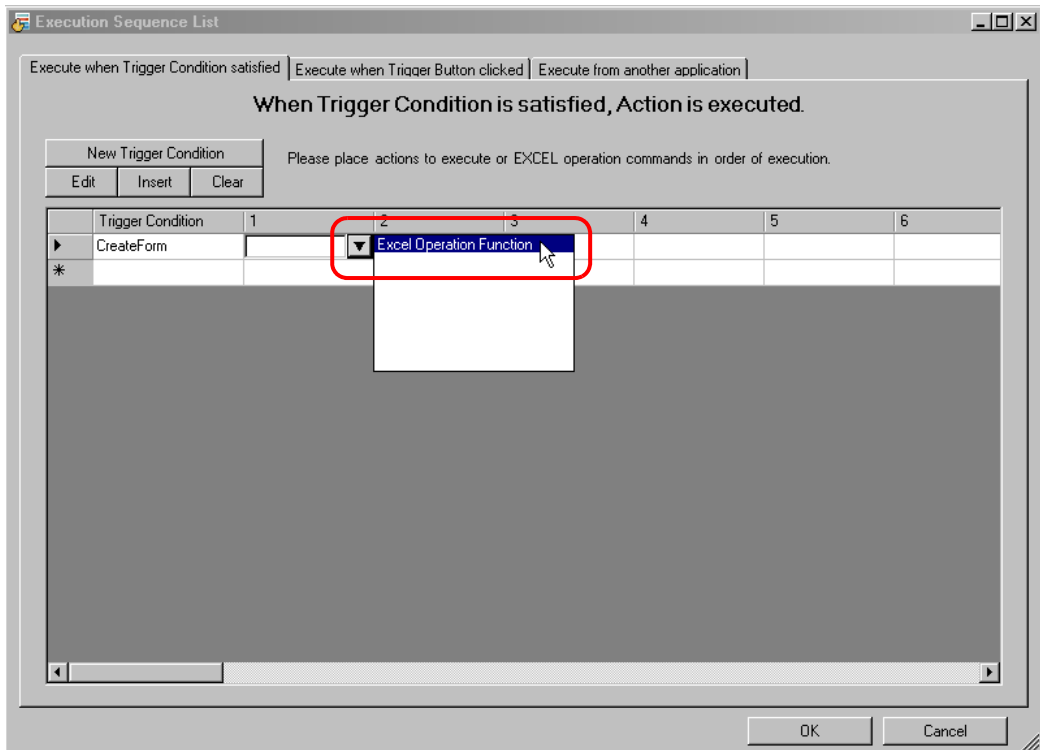 Execution Sequence List
Execute when Trigger Condition satisfied Execute when Trigger Button clicked Execute from another application
When Trigger Condition is satisfied, Action is executed.
New Trigger Condition
Please place actions to execute or EXCEL operation commands in order of execution.
Edit Insert Clear
Trigger Condition 1 2 3 4 5 6
CreateForm Excel Operation Function
OK Cancel